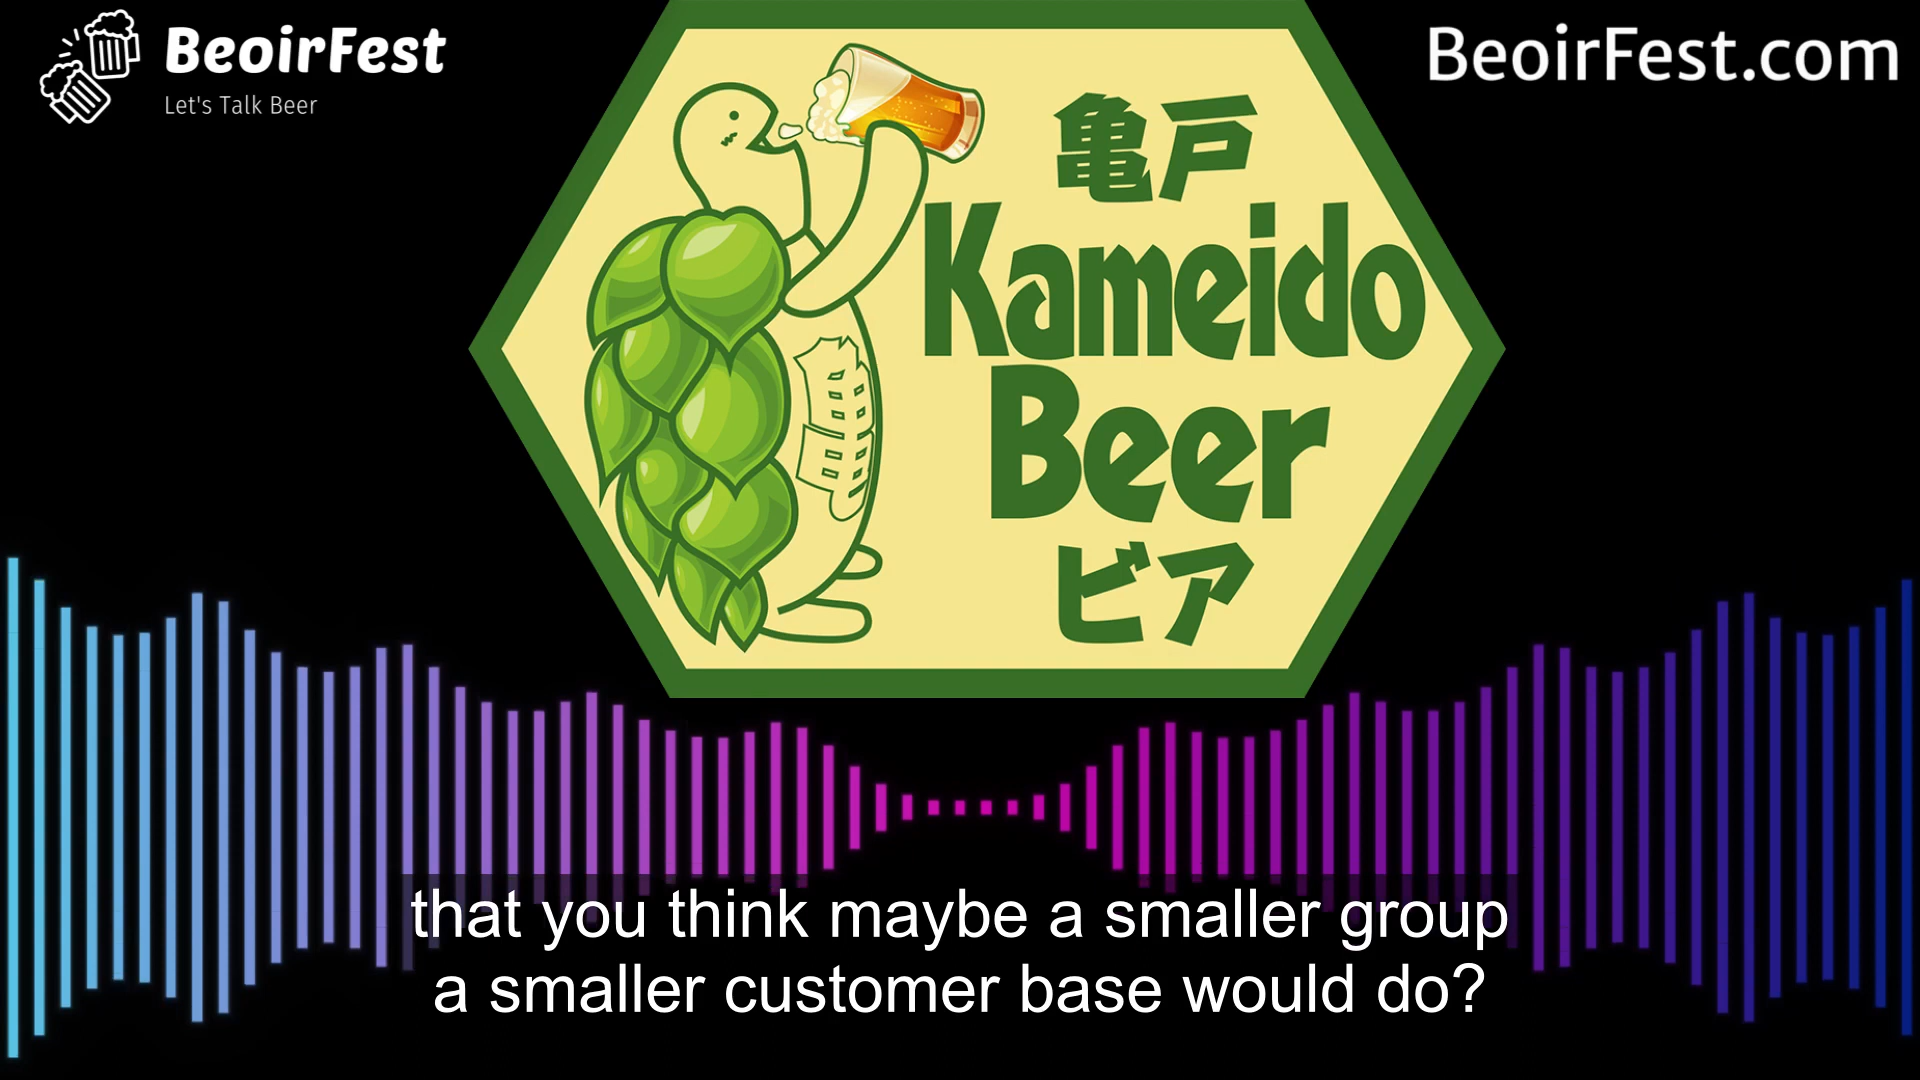 BeoirFest
Let's Talk Beer
BeoirFest.com
亀戸
Kameido
Beer
ビア
that you think maybe a smaller group
a smaller customer base would do?